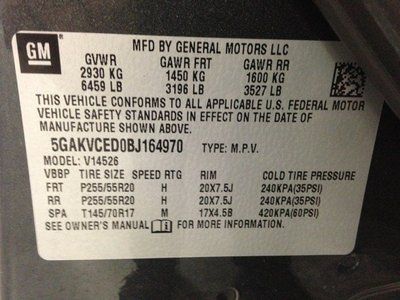 GM
MFD BY GENERAL MOTORS LLC
GVWR GAWR FRT GAWR RR
2930 KG 1450 KG 1600 KG
6459 LB 3196 LB 3527 LB
THIS VEHICLE CONFORMS TO ALL APPLICABLE U.S. FEDERAL MOTOR
VEHICLE SAFETY STANDARDS IN EFFECT ON THE DATE OF
MANUFACTURE SHOWN ABOVE.
5GAKVCED0BJ164970 TYPE: M.P.V.
MODEL: V14526
VBBP TIRE SIZE SPEED RTG RIM COLD TIRE PRESSURE
FRT P255/55R20 H 20X7.5J 240KPA(35PSI)
RR P255/55R20 H 20X7.5J 240KPA(35PSI)
SPA T145/70R17 M 17X4.5B 420KPA(60PSI)
SEE OWNER'S MANUAL i FOR MORE INFORMATION.